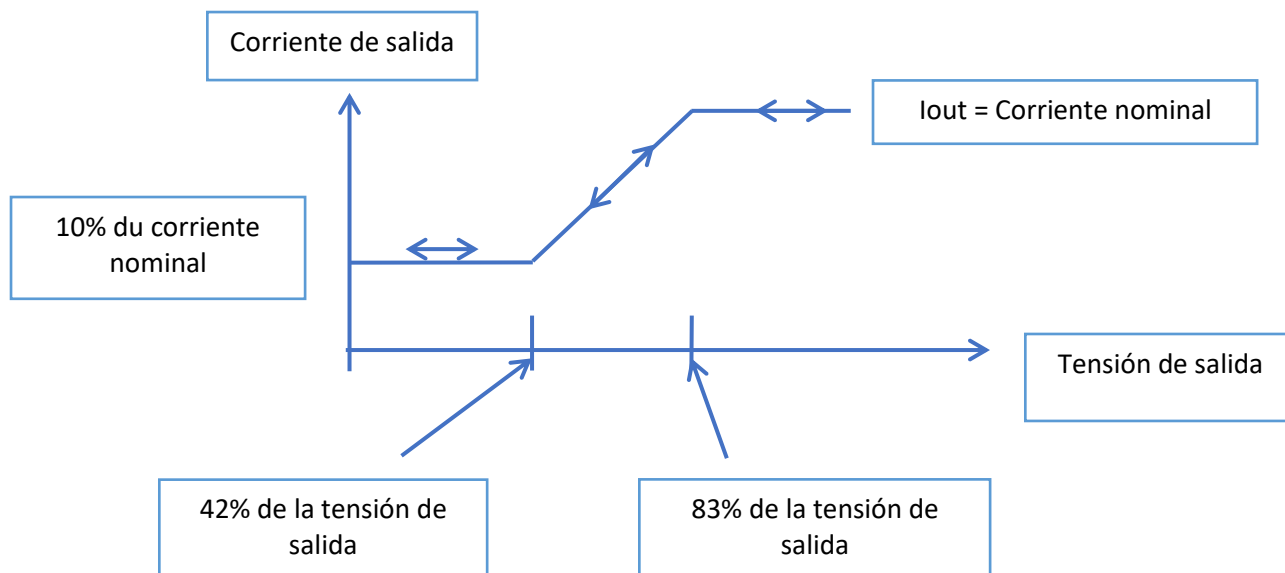 Corriente de salida
Iout = Corriente nominal
10% du corriente
nominal
Tensión de salida
42% de la tensión de
salida
83% de la tensión de
salida